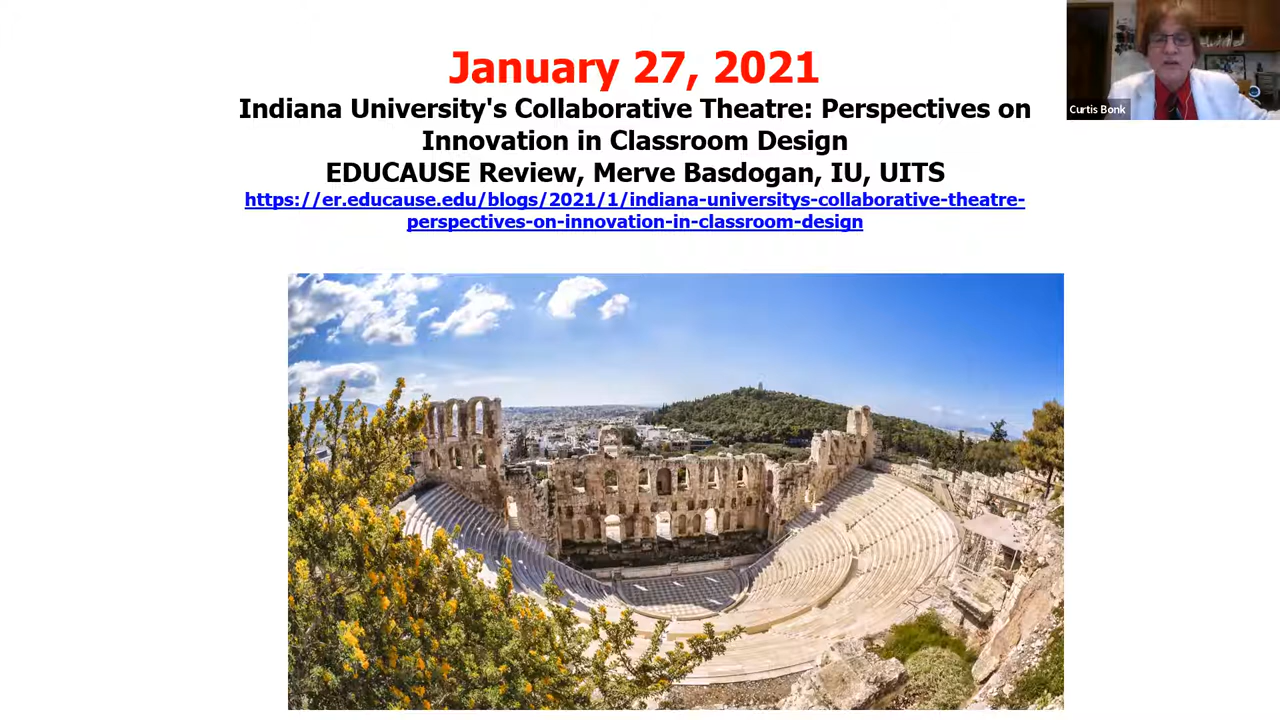 January 27, 2021
Indiana University's Collaborative Theatre: Perspectives on
Innovation in Classroom Design
EDUCAUSE Review, Merve Basdogan, IU, UITS
https://er.educause.edu/blogs/2021/1/indiana-universitys-collaborative-theatre-
perspectives-on-innovation-in-classroom-design
Curtis Bonk